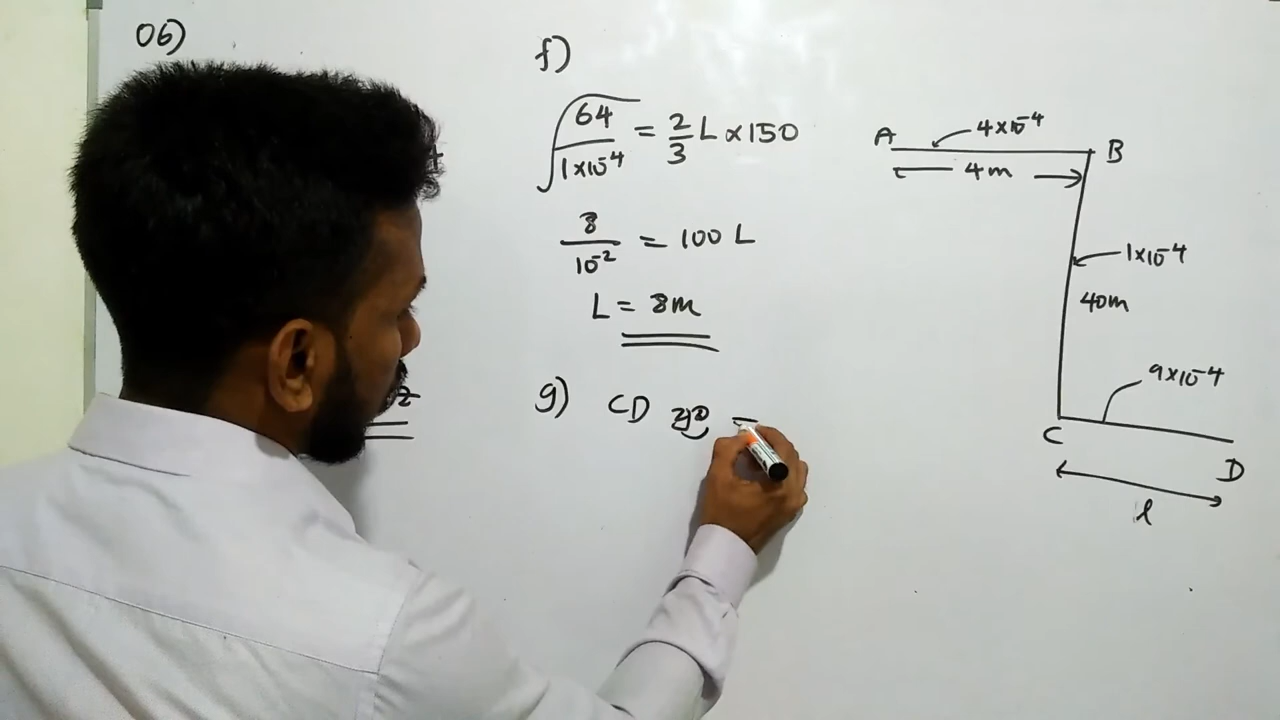 06)
f)
√64/1×10⁻⁴ = 2/3 L × 150
8/10⁻² = 100 L
L = 8m
g) CD
A
4×10⁻⁴
B
4m
1×10⁻⁴
40m
9×10⁻⁴
C
D
l